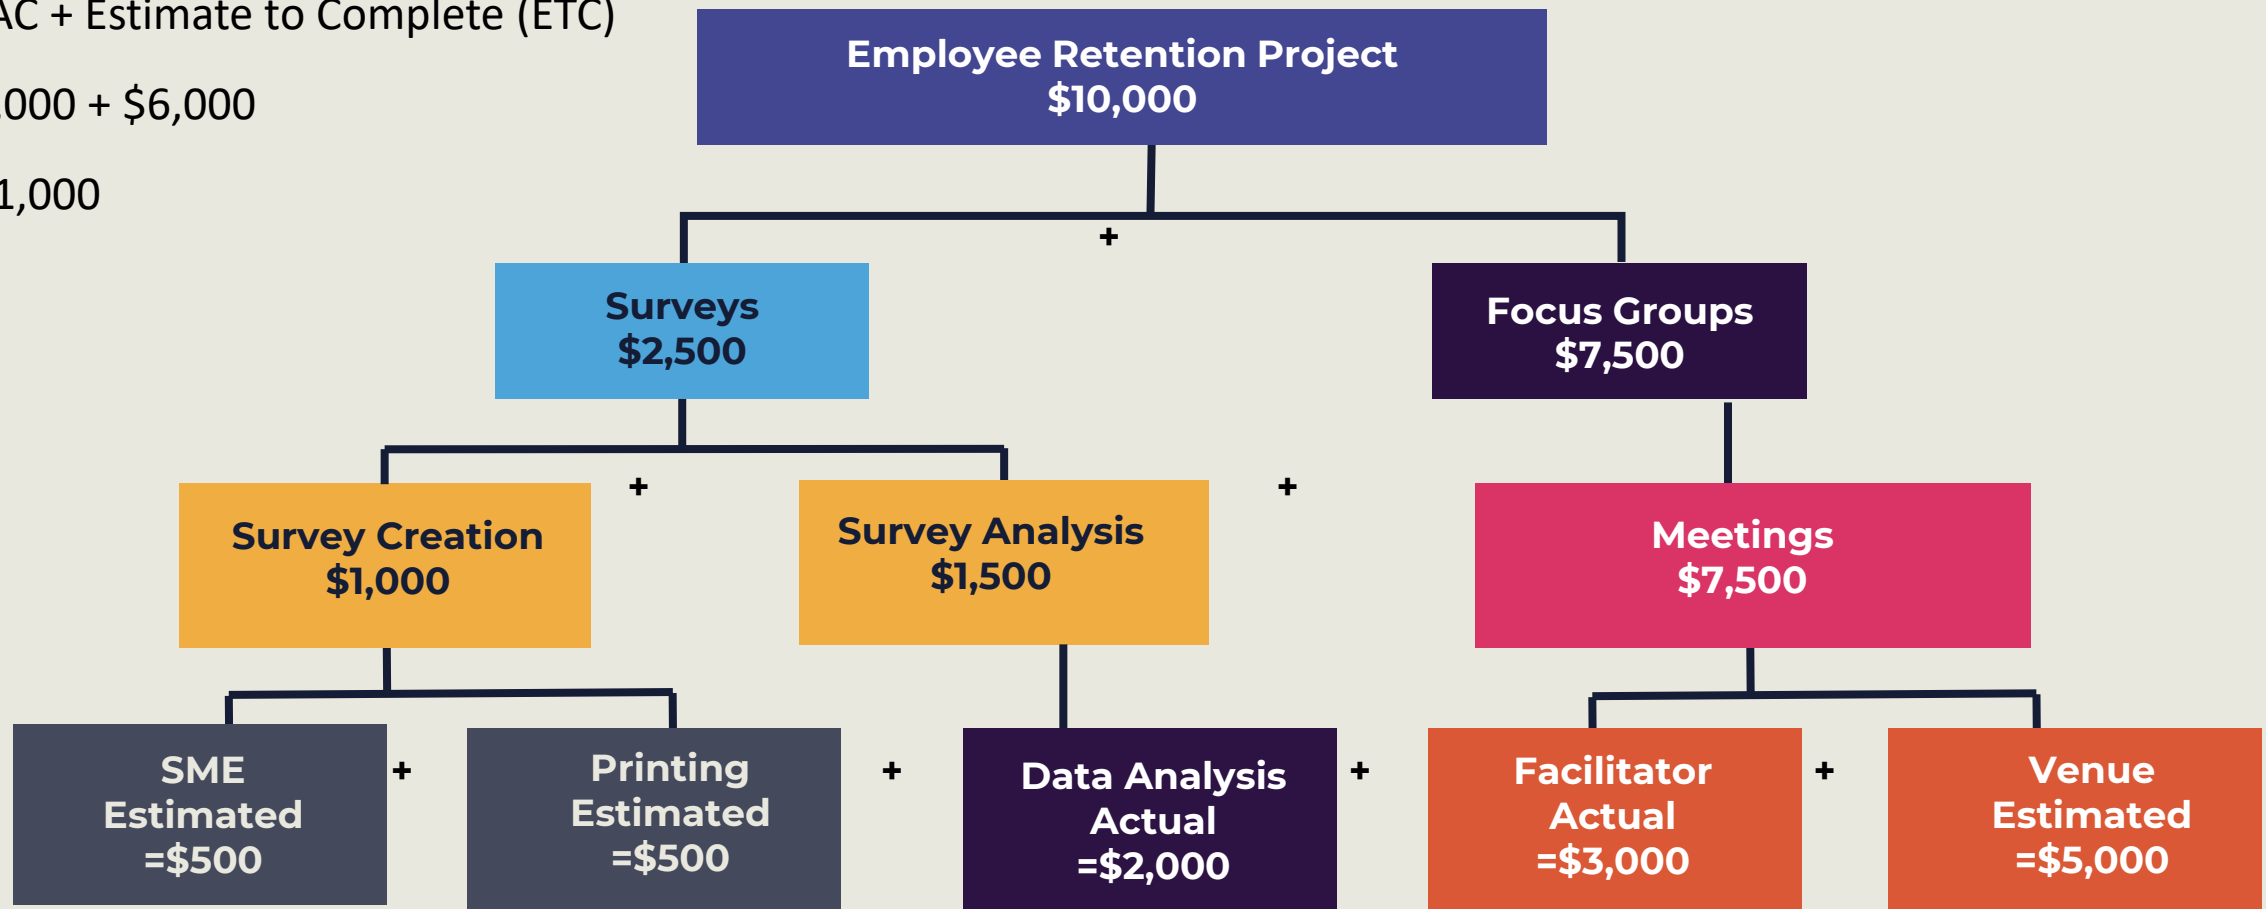 AC + Estimate to Complete (ETC)
,000 + $6,000
1,000
Employee Retention Project
$10,000
+
Surveys
$2,500
Focus Groups
$7,500
+
+
Survey Creation
$1,000
Survey Analysis
$1,500
Meetings
$7,500
SME
Estimated
=$500
+
Printing
Estimated
=$500
+
Data Analysis
Actual
=$2,000
+
Facilitator
Actual
=$3,000
+
Venue
Estimated
=$5,000